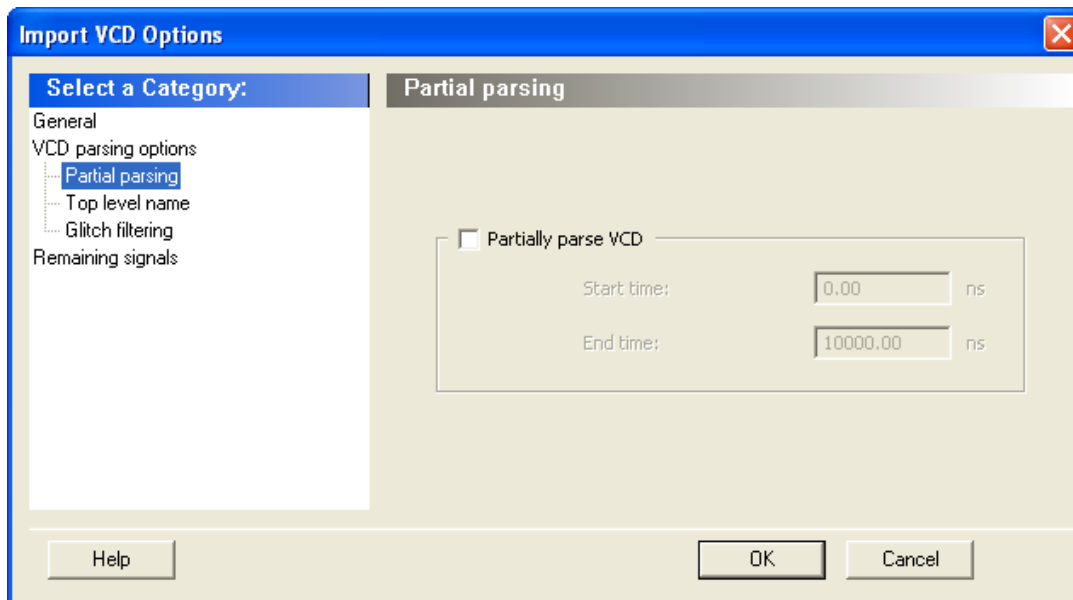 Import VCD Options
Select a Category:
General
VCD parsing options
Partial parsing
Top level name
Glitch filtering
Remaining signals
Partial parsing
Partially parse VCD
Start time: 0.00 ns
End time: 10000.00 ns
Help OK Cancel